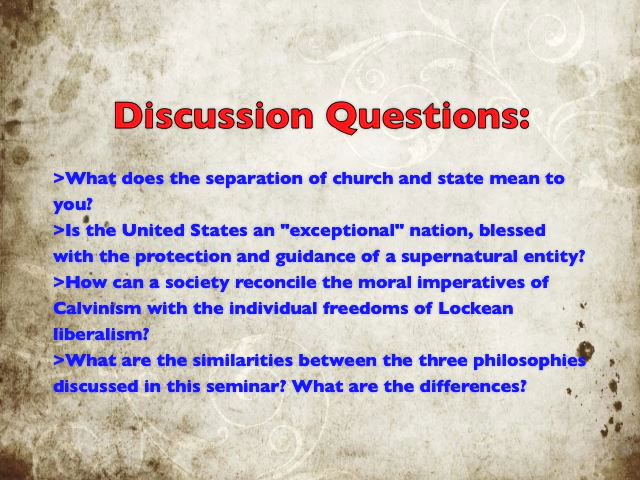 Discussion Questions:
>What does the separation of church and state mean to
you?
>Is the United States an "exceptional" nation, blessed
with the protection and guidance of a supernatural entity?
>How can a society reconcile the moral imperatives of
Calvinism with the individual freedoms of Lockean
liberalism?
>What are the similarities between the three philosophies
discussed in this seminar? What are the differences?